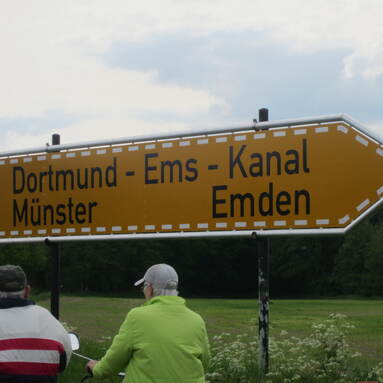 Dortmund - Ems - Kanal
Münster Emden